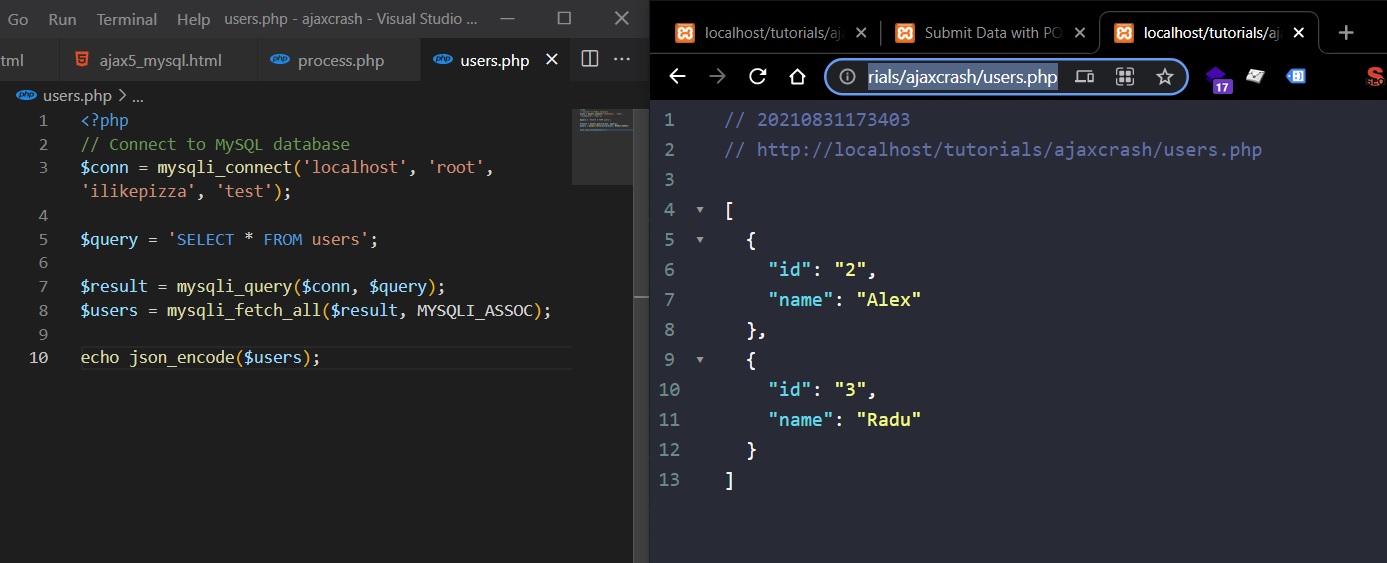 Go Run Terminal Help users.php - ajaxcrash - Visual Studio ...
tml ajax5_mysql.html process.php users.php
users.php > ...
1 <?php
2 // Connect to MySQL database
3 $conn = mysqli_connect('localhost', 'root',
'ilikepizza', 'test');
4
5 $query = 'SELECT * FROM users';
6
7 $result = mysqli_query($conn, $query);
8 $users = mysqli_fetch_all($result, MYSQLI_ASSOC);
9
10 echo json_encode($users);
localhost/tutorials/aj Submit Data with PO localhost/tutorials/aj
rials/ajaxcrash/users.php
17
SEO
1 // 20210831173403
2 // http://localhost/tutorials/ajaxcrash/users.php
3
4 [
5 {
6 "id": "2",
7 "name": "Alex"
8 },
9 {
10 "id": "3",
11 "name": "Radu"
12 }
13 ]